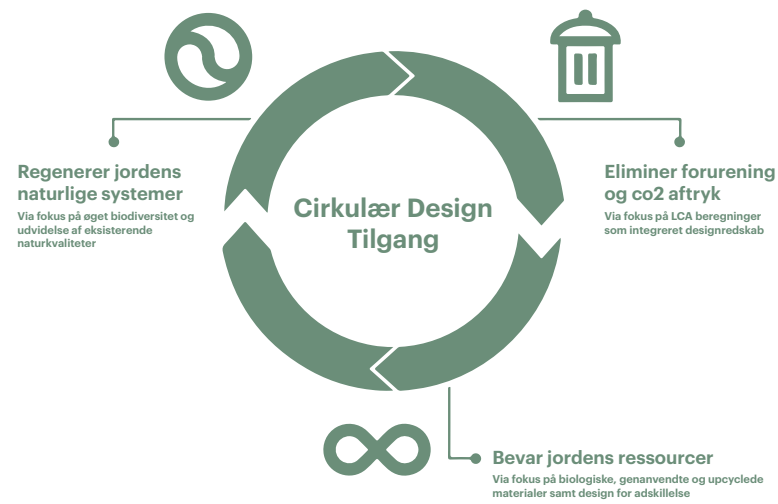 Cirkulær Design
Tilgang
Regenerer jordens
naturlige systemer
Via fokus på øget biodiversitet og
udvidelse af eksisterende
naturkvaliteter
Eliminer forurening
og co2 aftryk
Via fokus på LCA beregninger
som integreret designredskab
Bevar jordens ressourcer
Via fokus på biologiske, genanvendte og upcyclede
materialer samt design for adskillelse